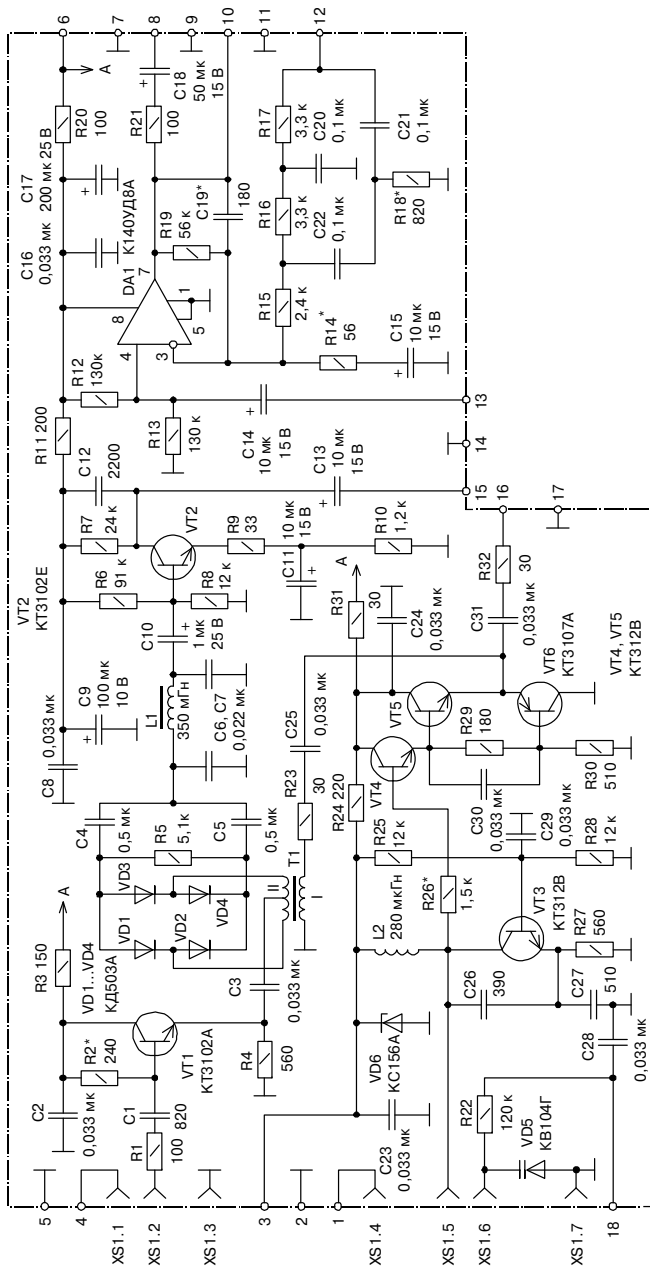 5
4
XS1.1
XS1.2
XS1.3
3
2
1
XS1.4
XS1.5
XS1.6
XS1.7
18
C2
0,033 мк
R1
100
C1
820
R2*
240
R3 150
A
VD1...VD4
КД503А
VT1
КТ3102А
R4
560
C3
0,033 мк
VD1
VD2
VD3
VD4
T1
II
I
C4
0,5 мк
R5
5,1к
C5
0,5 мк
C8
0,033 мк
C9
100 мк
10 В
L1
350 мГн
C6, C7
0,022 мк
C10
1 мк
25 В
VT2
КТ3102Е
R6
91 к
R7
24 к
R8
12 к
VT2
R9
33
C11
10 мк
15 В
R10
1,2 к
C12
2200
C13
10 мк
15 В
R11 200
R12
130к
R13
130 к
C14
10 мк
15 В
C16
0,033 мк
C17
200 мк 25 В
DA1
К140УД8А
4
3
8
7
1
5
R19
56 к
C19*
180
R20
100
A
R21
100
C18
50 мк
15 В
R15
2,4 к
R14*
56
C15
10 мк
15 В
R16
3,3 к
R17
3,3 к
C20
0,1 мк
C22
0,1 мк
C21
0,1 мк
R18*
820
6
7
8
9
10
11
12
13
14
15
16
17
C23
0,033 мк
VD6
КС156А
R22
120 к
VD5
КВ104Г
C28
0,033 мк
C26
390
C27
510
L2
280 мкГн
R26*
1,5 к
VT3
КТ312В
R27
560
R23
30
C25
0,033 мк
R24 220
R25
12 к
R28
12 к
C29
0,033 мк
C30
0,033 мк
VT4
VT5
R29
180
R30
510
R31
30
A
C24
0,033 мк
C31
0,033 мк
R32
30
VT6
КТ3107А
VT4, VT5
КТ312В